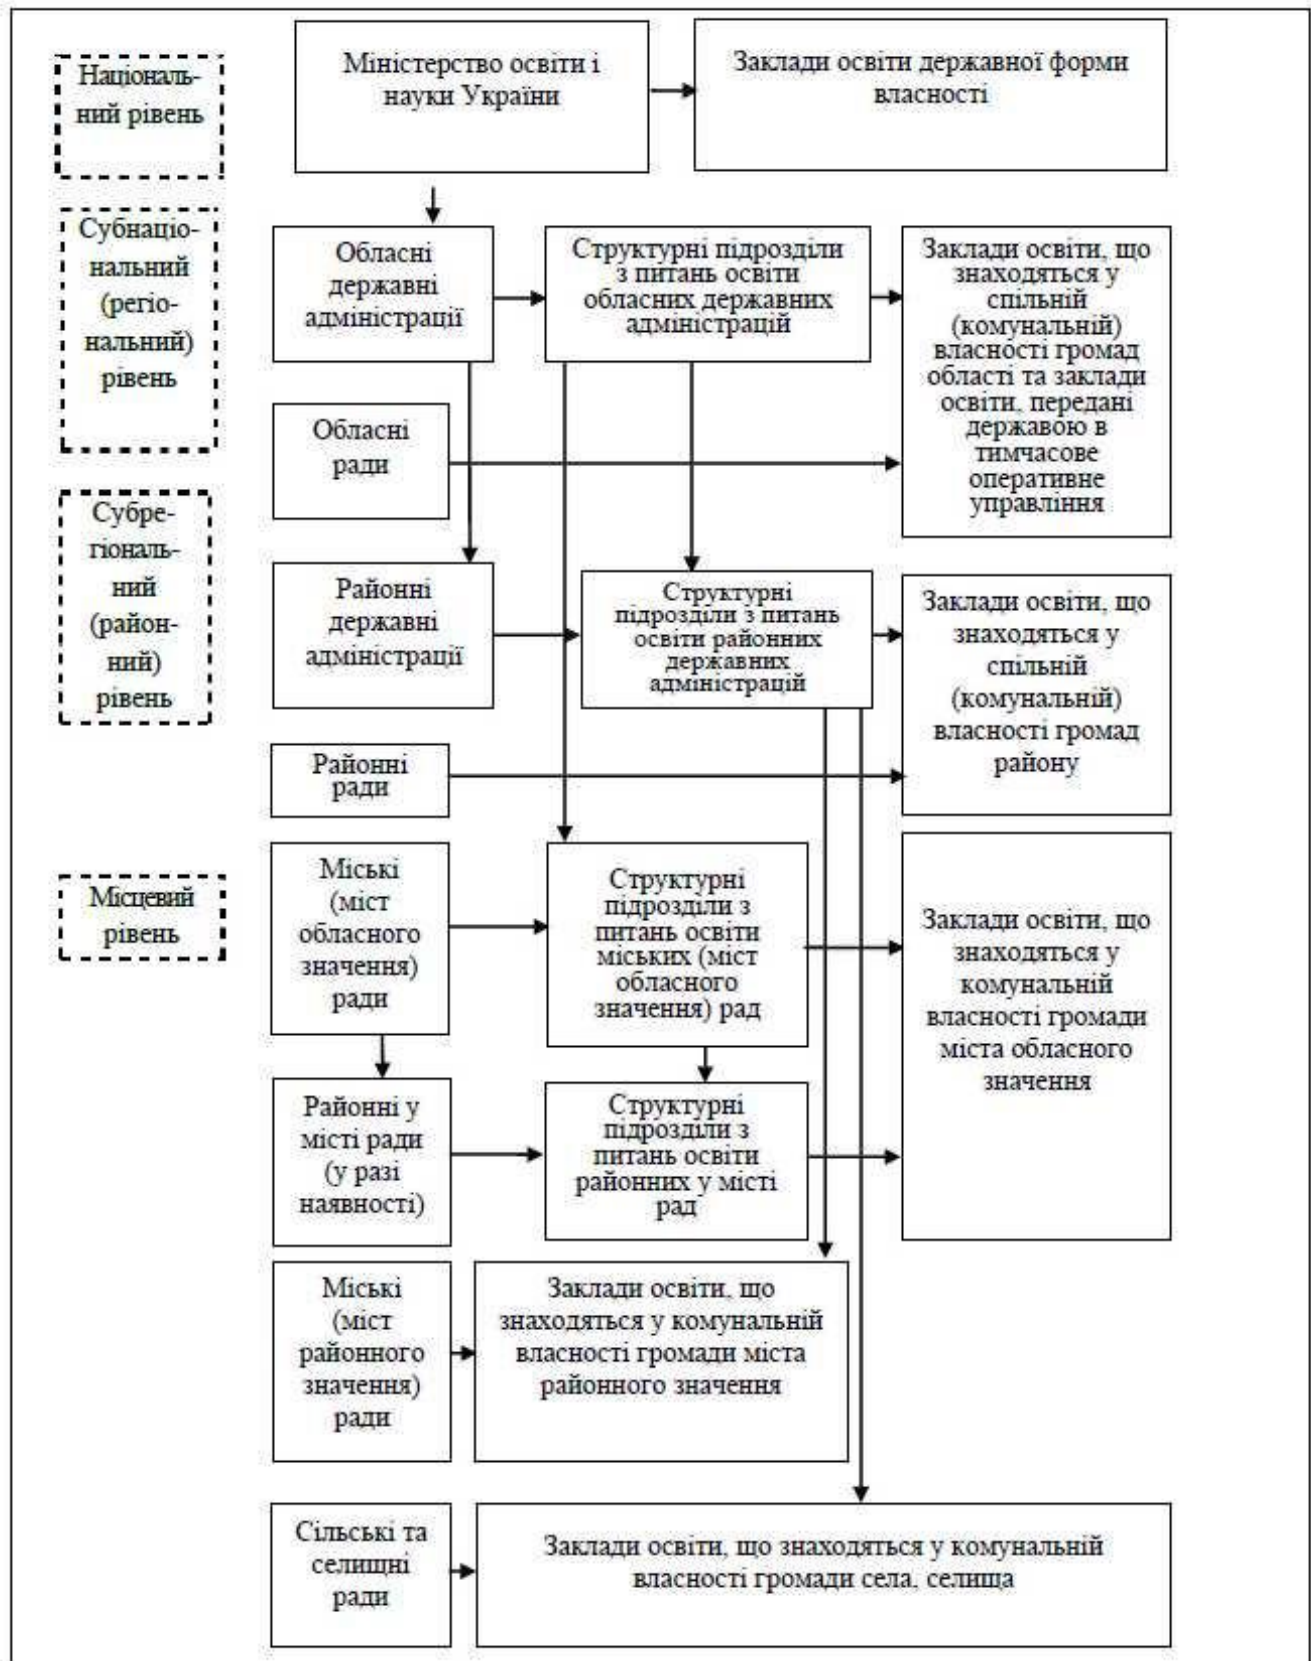 Національ-
ний рівень
Міністерство освіти і
науки України
Заклади освіти державної форми
власності
Субнаціо-
нальний
(регіо-
нальний)
рівень
Обласні
державні
адміністрації
Структурні підрозділи
з питань освіти
обласних державних
адміністрацій
Заклади освіти, що
знаходяться у
спільній
(комунальній)
власності громад
області та заклади
освіти, передані
державою в
тимчасове
оперативне
управління
Обласні
ради
Субре-
гіональ-
ний
(район-
ний)
рівень
Районні
державні
адміністрації
Структурні
підрозділи з питань
освіти районних
державних
адміністрацій
Заклади освіти, що
знаходяться у
спільній
(комунальній)
власності громад
району
Районні
ради
Місцевий
рівень
Міські
(міст
обласного
значення)
ради
Структурні
підрозділи з
питань освіти
міських (міст
обласного
значення) рад
Заклади освіти, що
знаходяться у
комунальній
власності громади
міста обласного
значення
Районні у
місті ради
(у разі
наявності)
Структурні
підрозділи з
питань освіти
районних у місті
рад
Міські
(міст
районного
значення)
ради
Заклади освіти, що
знаходяться у комунальній
власності громади міста
районного значення
Сільські та
селищні
ради
Заклади освіти, що знаходяться у комунальній
власності громади села, селища